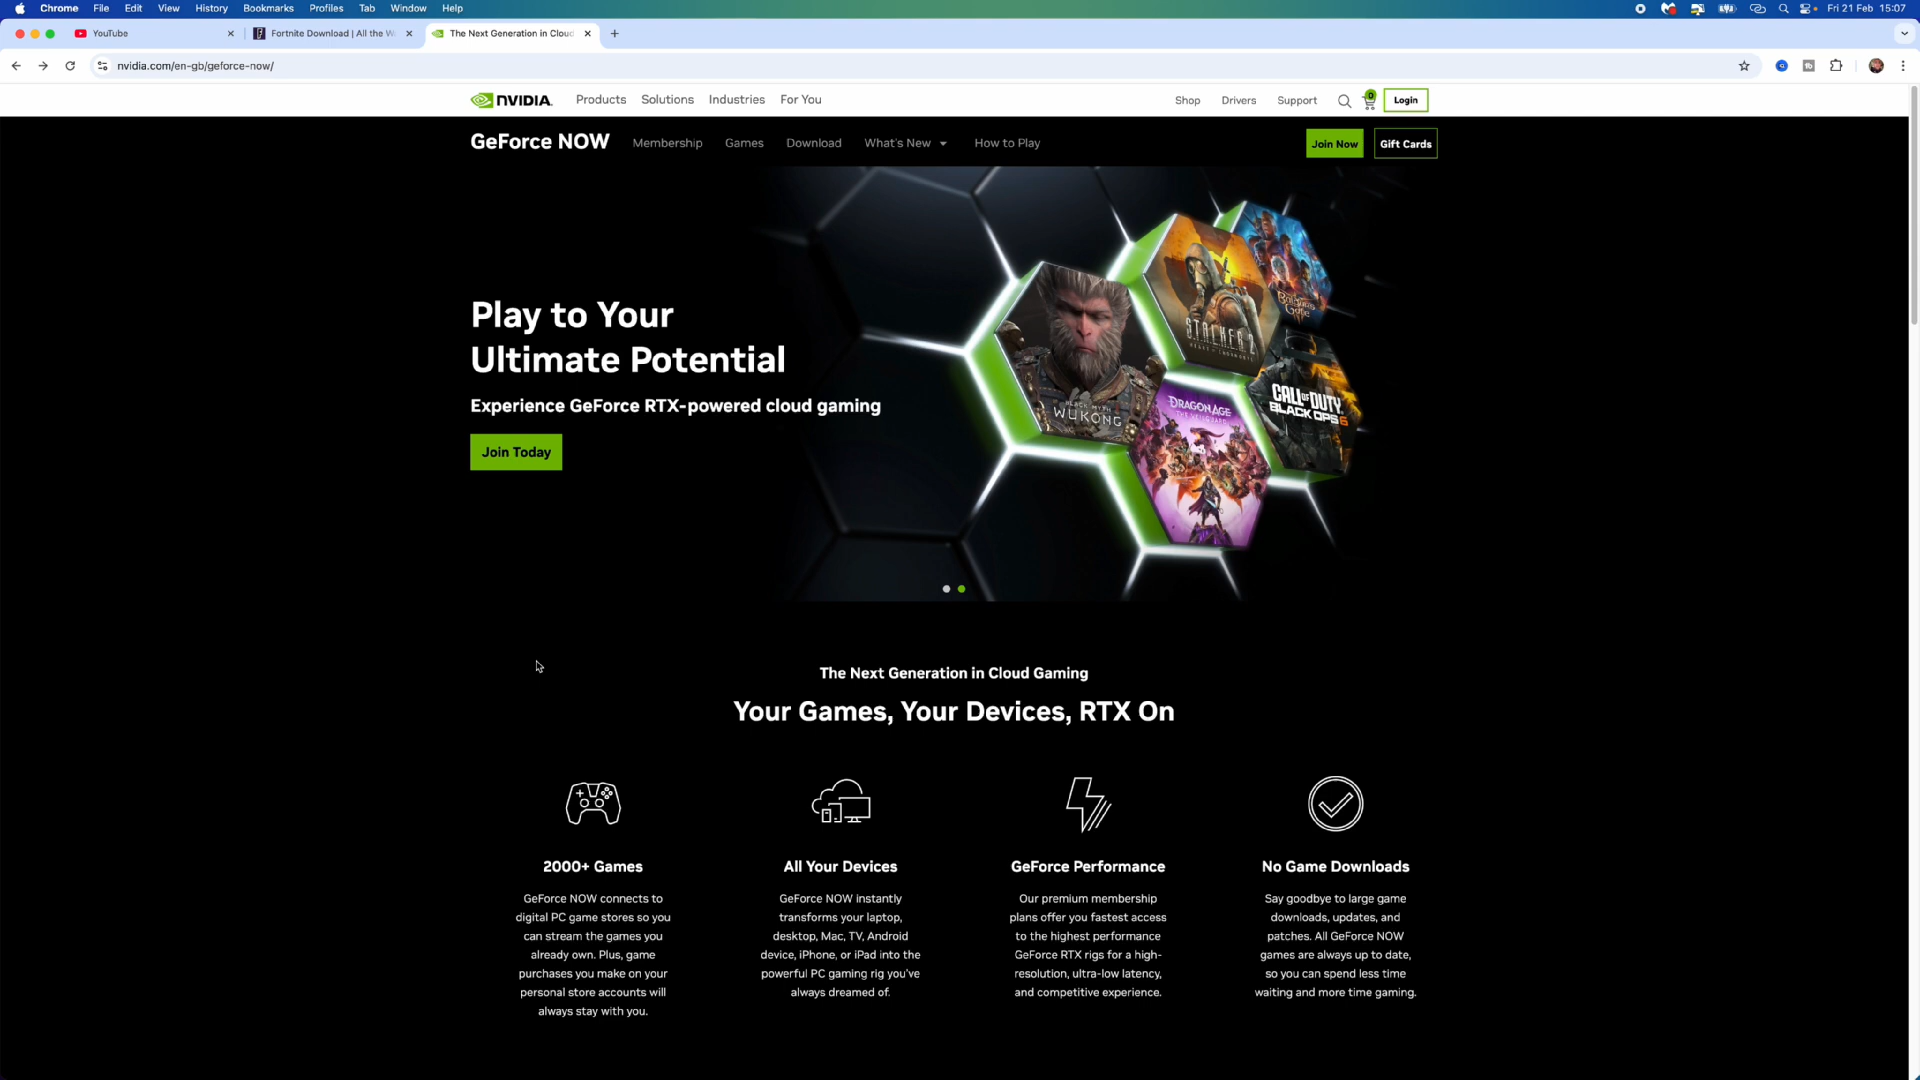 Chrome File Edit View History Bookmarks Profiles Tab Window Help
Fri 21 Feb 15:07
YouTube
Fortnite Download | All the W
The Next Generation in Cloud
nvidia.com/en-gb/geforce-now/
NVIDIA. Products Solutions Industries For You
Shop Drivers Support 0 Login
GeForce NOW Membership Games Download What's New How to Play
Join Now Gift Cards
Play to Your
Ultimate Potential
Experience GeForce RTX-powered cloud gaming
Join Today
BLACK MYTH
WUKONG
STALKER 2
Baldur's
Gate
DRAGON AGE
THE VEILGUARD
CALL OF DUTY
BLACK OPS 6
The Next Generation in Cloud Gaming
Your Games, Your Devices, RTX On
2000+ Games
GeForce NOW connects to
digital PC game stores so you
can stream the games you
already own. Plus, game
purchases you make on your
personal store accounts will
always stay with you.
All Your Devices
GeForce NOW instantly
transforms your laptop,
desktop, Mac, TV, Android
device, iPhone, or iPad into the
powerful PC gaming rig you've
always dreamed of.
GeForce Performance
Our premium membership
plans offer you fastest access
to the highest performance
GeForce RTX rigs for a high-
resolution, ultra-low latency,
and competitive experience.
No Game Downloads
Say goodbye to large game
downloads, updates, and
patches. All GeForce NOW
games are always up to date,
so you can spend less time
waiting and more time gaming.